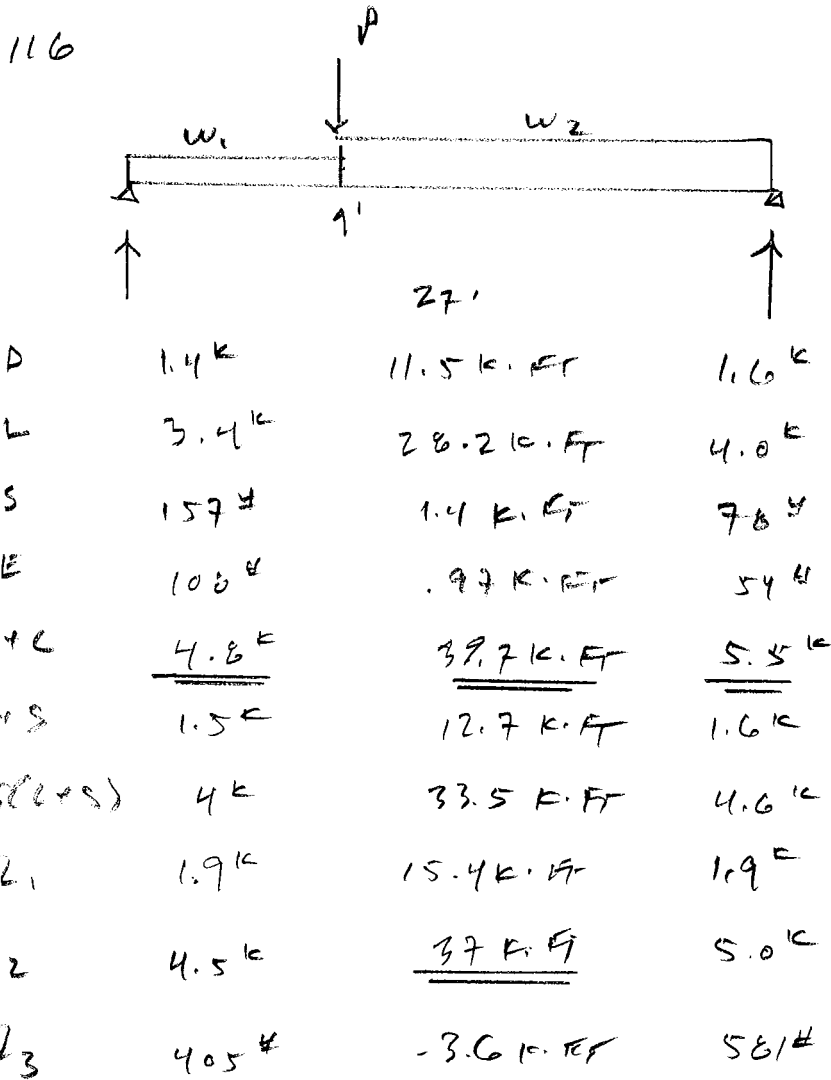 116
P
w₁ w₂
9'
27'
D 1.4ᵏ 11.5 K.FT 1.6ᵏ
L 3.4ᵏ 28.2 K.FT 4.0ᵏ
S 157# 1.4 K.FT 78#
E 108# .97 K.FT 54#
+L 4.8ᵏ 39.7 K.FT 5.5ᵏ
+S 1.5ᵏ 12.7 K.FT 1.6ᵏ
(L+S) 4ᵏ 33.5 K.FT 4.6ᵏ
1.9ᵏ 15.4 K.FT 1.9ᵏ
2 4.5ᵏ 37 K.FT 5.0ᵏ
3 405# -3.6 K.FT 581#